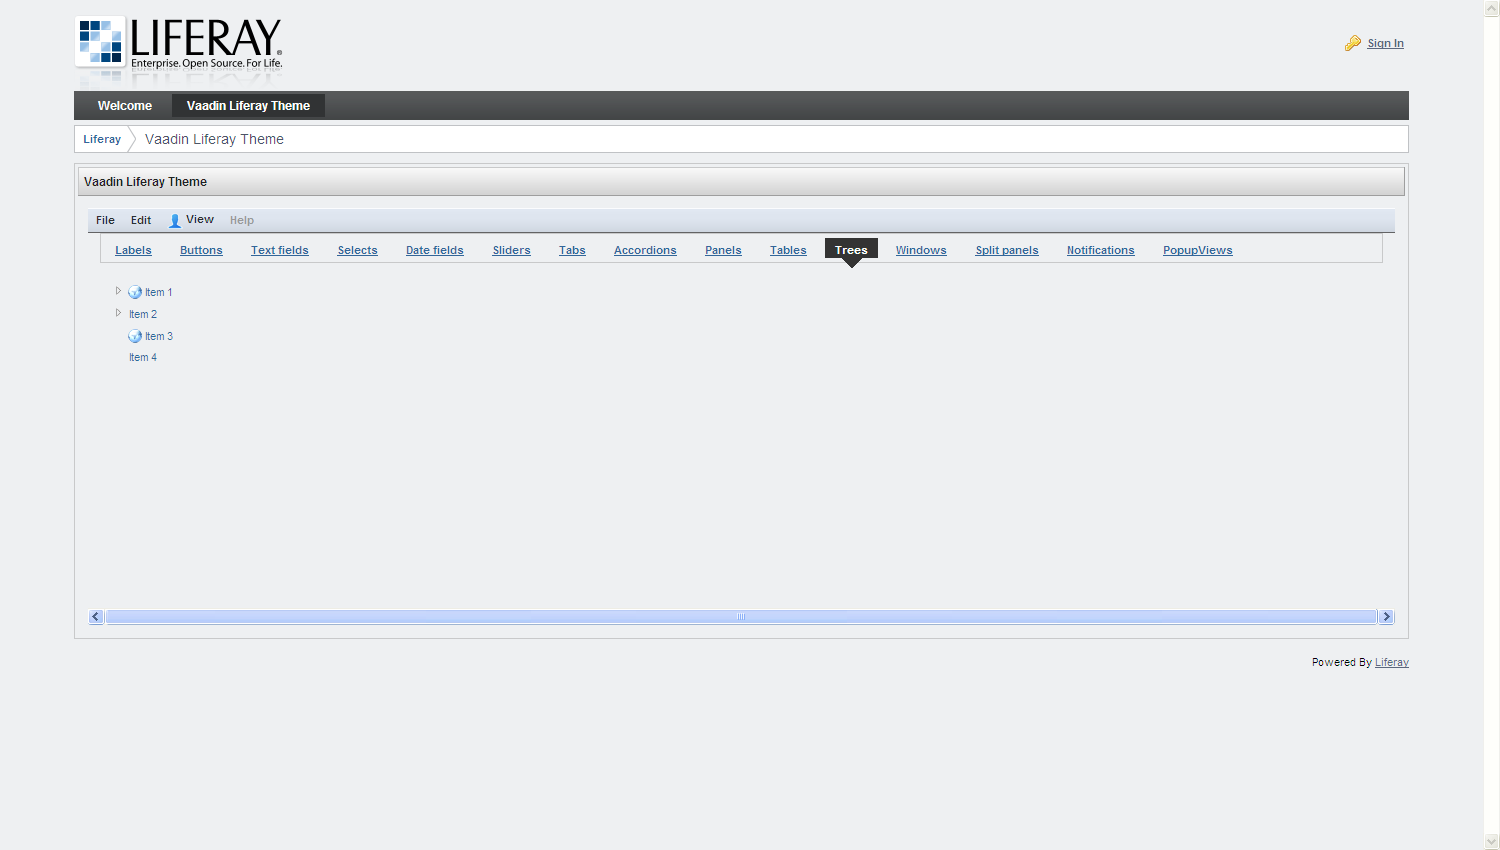 LIFERAY®
Enterprise. Open Source. For Life.
Sign In
Welcome Vaadin Liferay Theme
Liferay Vaadin Liferay Theme
Vaadin Liferay Theme
File Edit View Help
Labels Buttons Text fields Selects Date fields Sliders Tabs Accordions Panels Tables Trees Windows Split panels Notifications PopupViews
Item 1
Item 2
Item 3
Item 4
Powered By Liferay